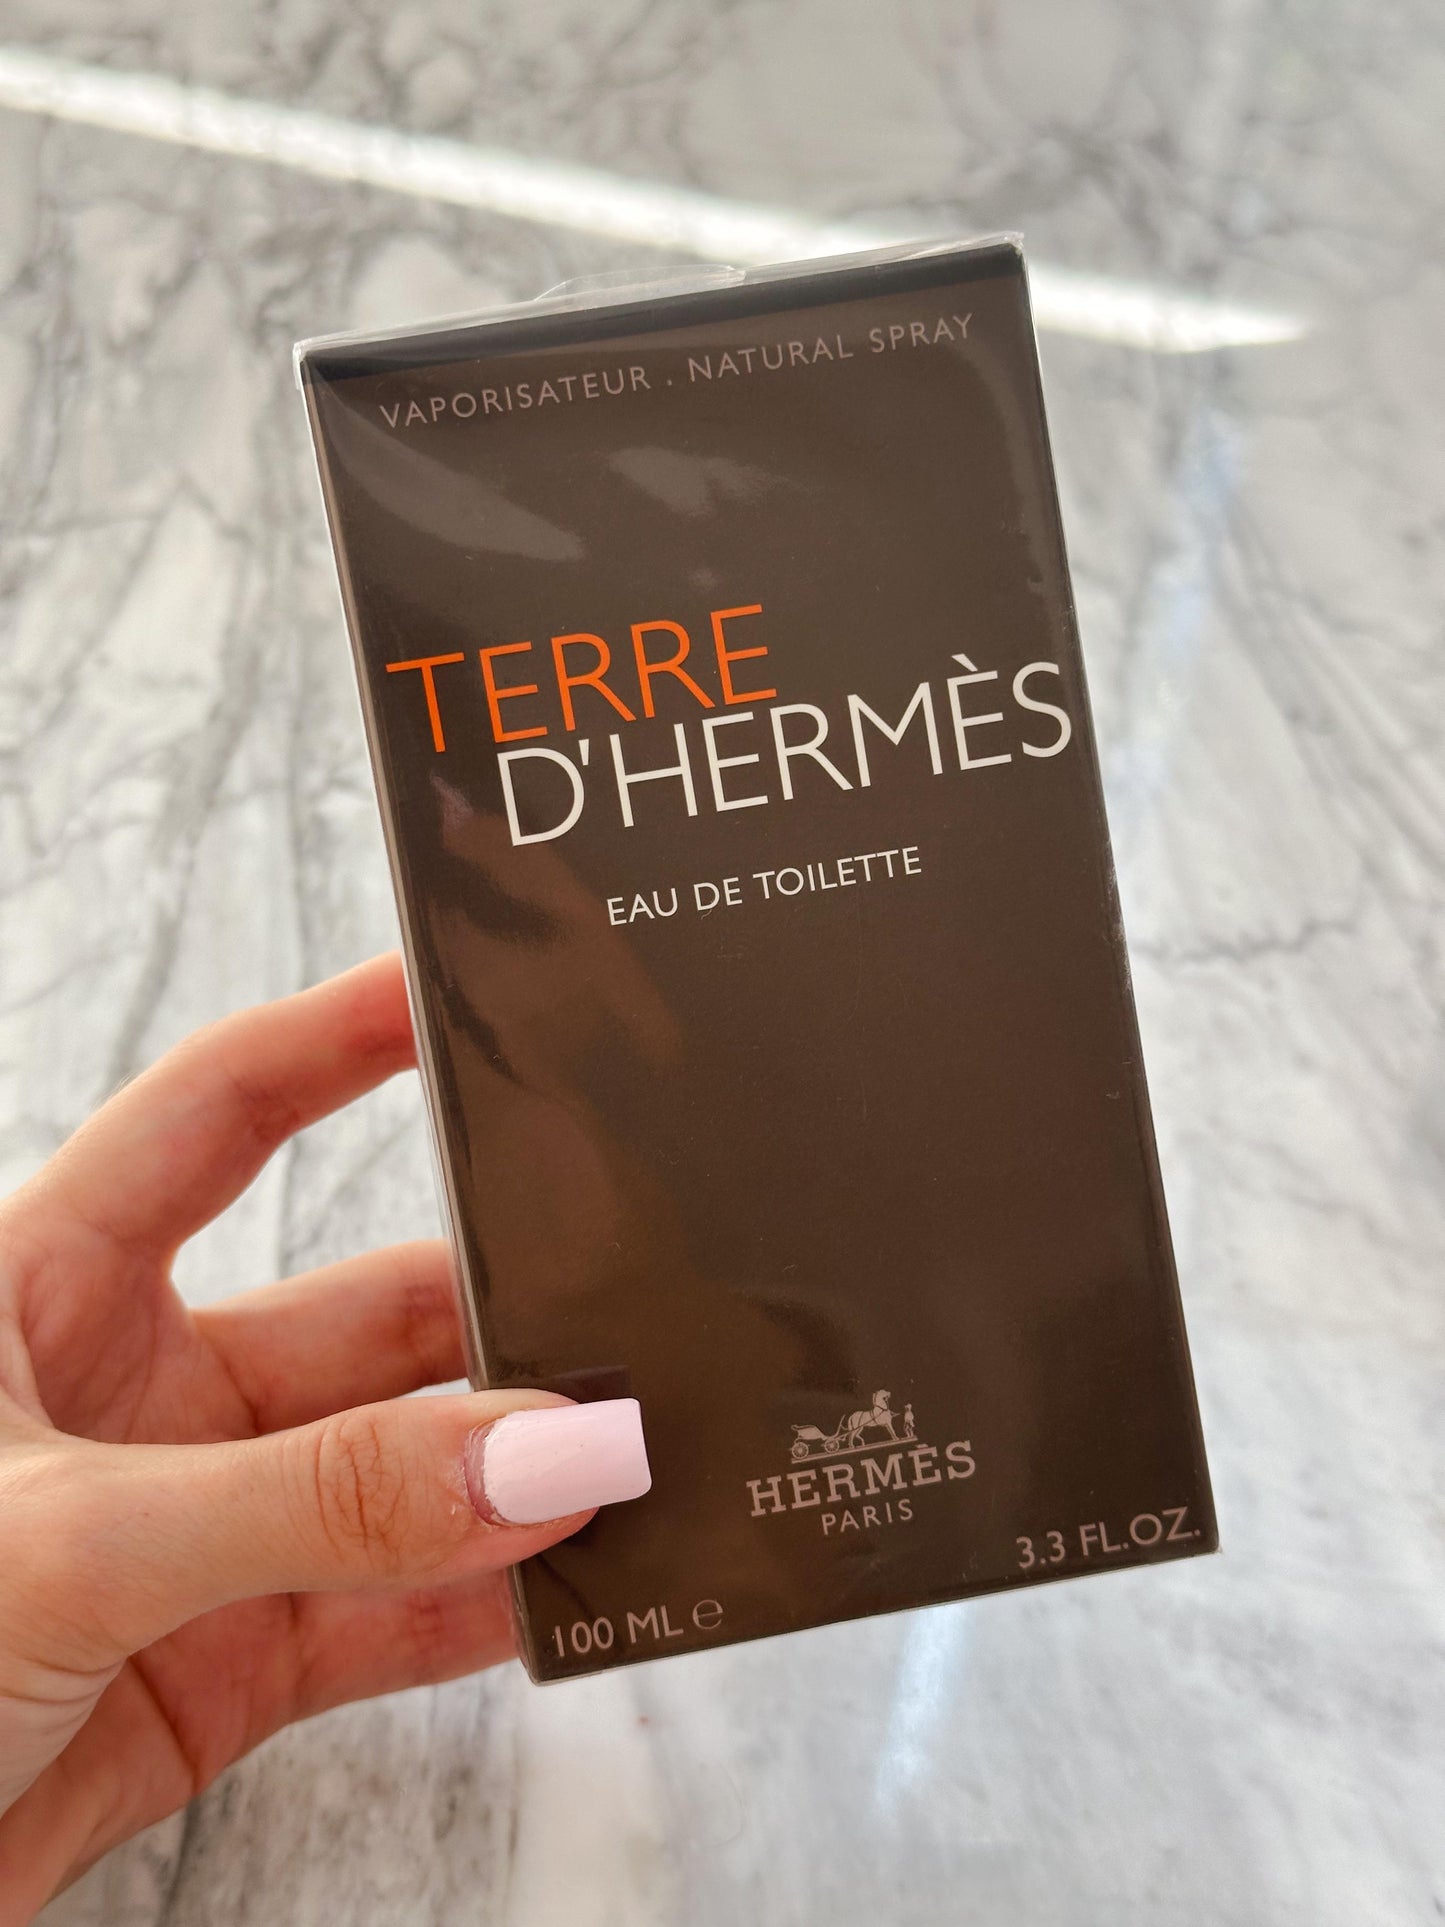 VAPORISATEUR . NATURAL SPRAY
TERRE
D'HERMÈS
EAU DE TOILETTE
HERMÈS
PARIS
100 ML ℮
3.3 FL.OZ.